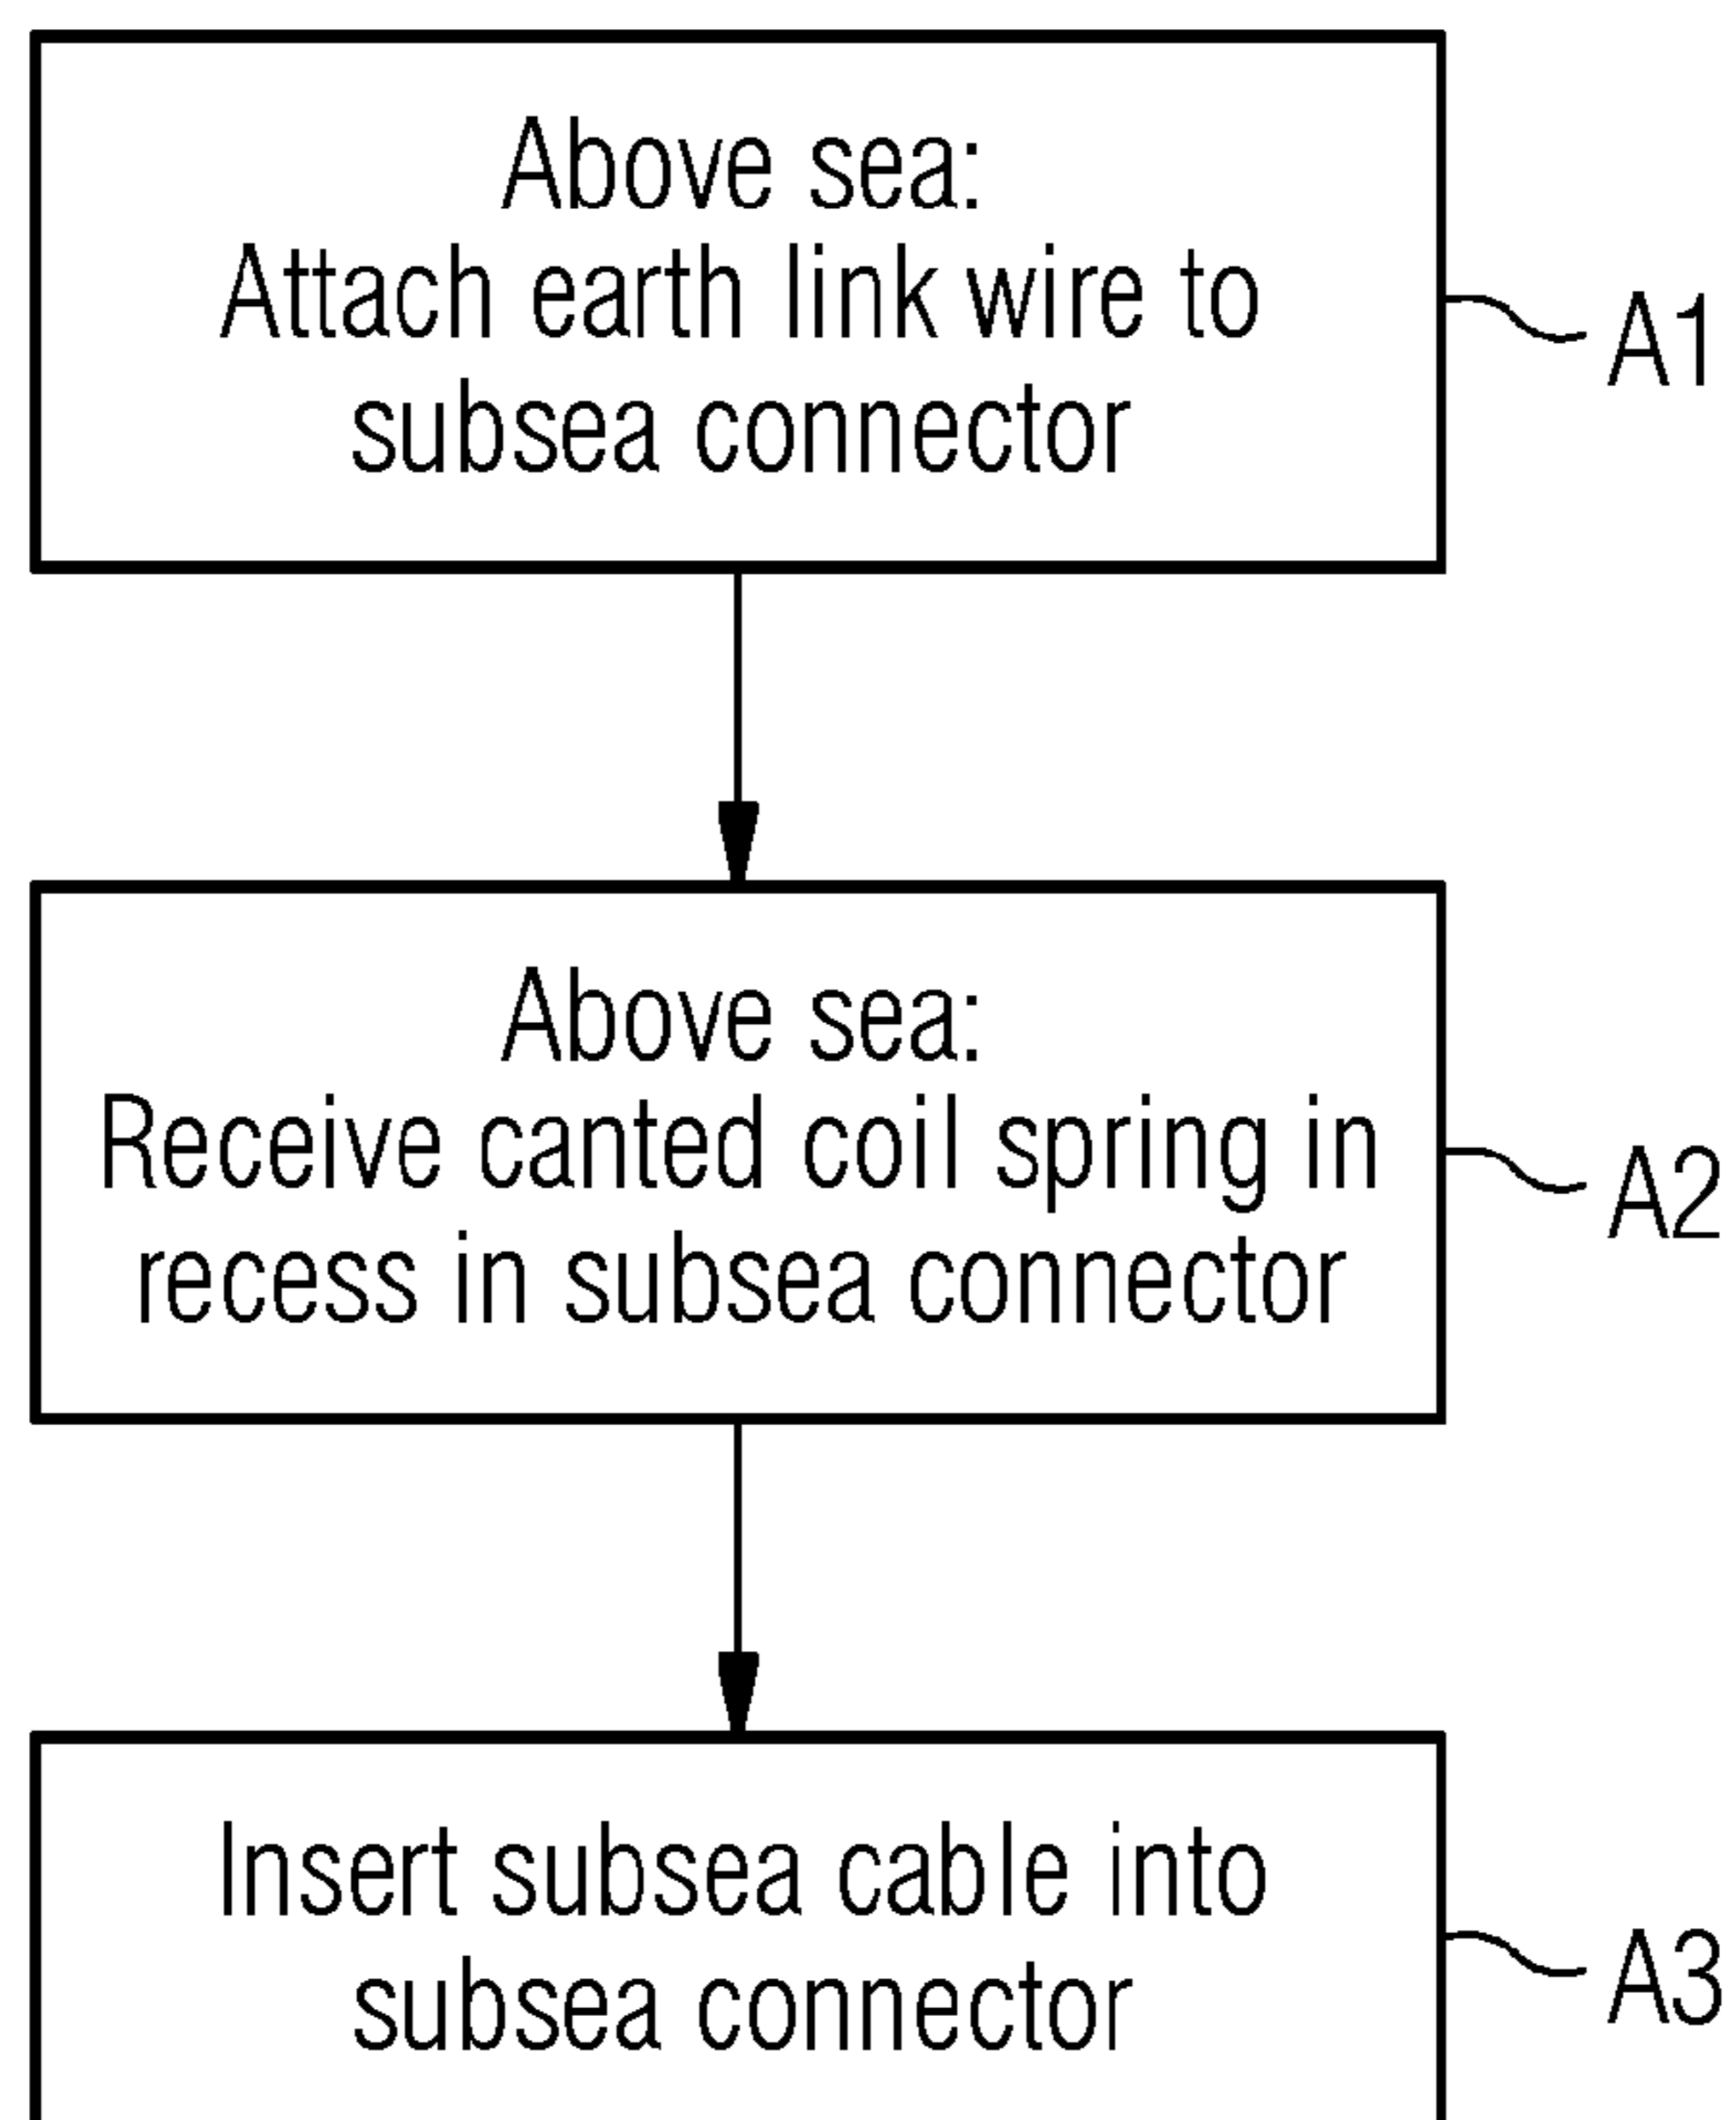 Above sea:
Attach earth link wire to
subsea connector
A1
Above sea:
Receive canted coil spring in
recess in subsea connector
A2
Insert subsea cable into
subsea connector
A3